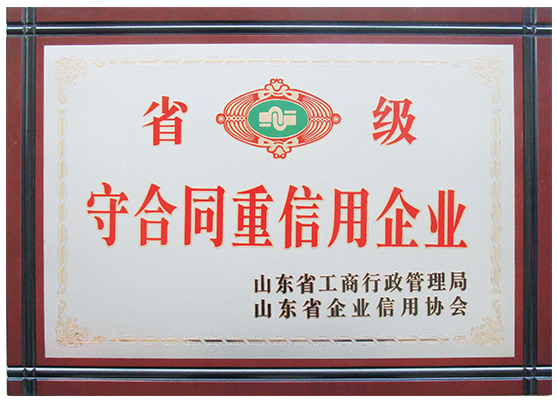 省级
守合同重信用企业
山东省工商行政管理局
山东省企业信用协会